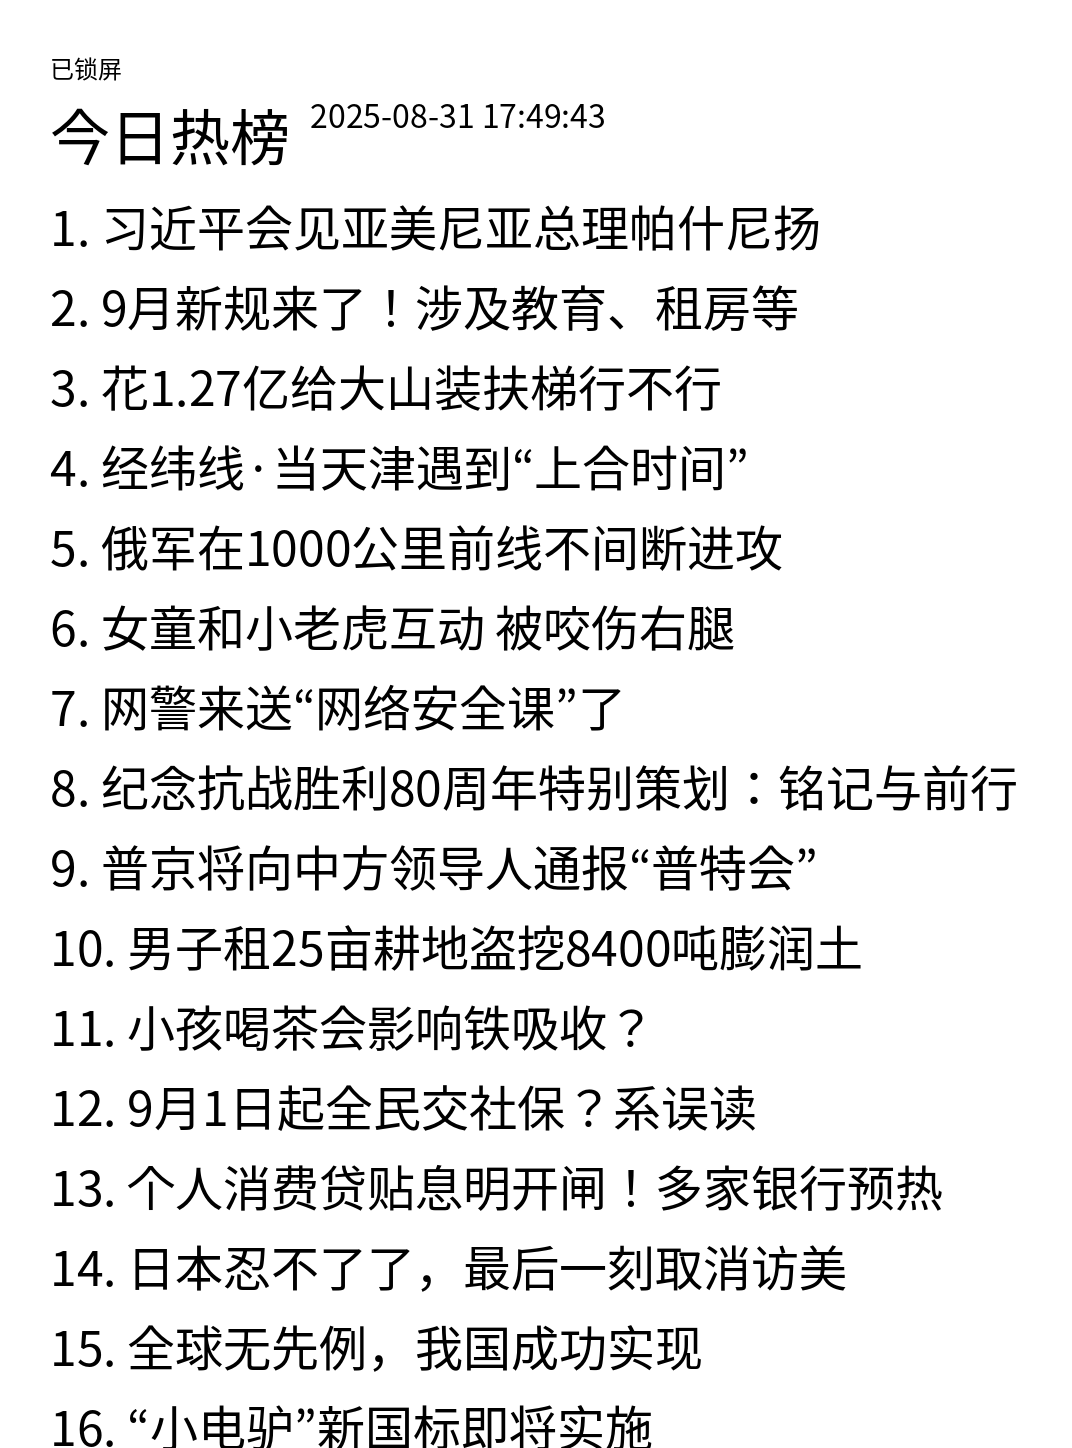 已锁屏
今日热榜 2025-08-31 17:49:43
1. 习近平会见亚美尼亚总理帕什尼扬
2. 9月新规来了！涉及教育、租房等
3. 花1.27亿给大山装扶梯行不行
4. 经纬线·当天津遇到“上合时间”
5. 俄军在1000公里前线不间断进攻
6. 女童和小老虎互动 被咬伤右腿
7. 网警来送“网络安全课”了
8. 纪念抗战胜利80周年特别策划：铭记与前行
9. 普京将向中方领导人通报“普特会”
10. 男子租25亩耕地盗挖8400吨膨润土
11. 小孩喝茶会影响铁吸收？
12. 9月1日起全民交社保？系误读
13. 个人消费贷贴息明开闸！多家银行预热
14. 日本忍不了了，最后一刻取消访美
15. 全球无先例，我国成功实现
16. “小电驴”新国标即将实施